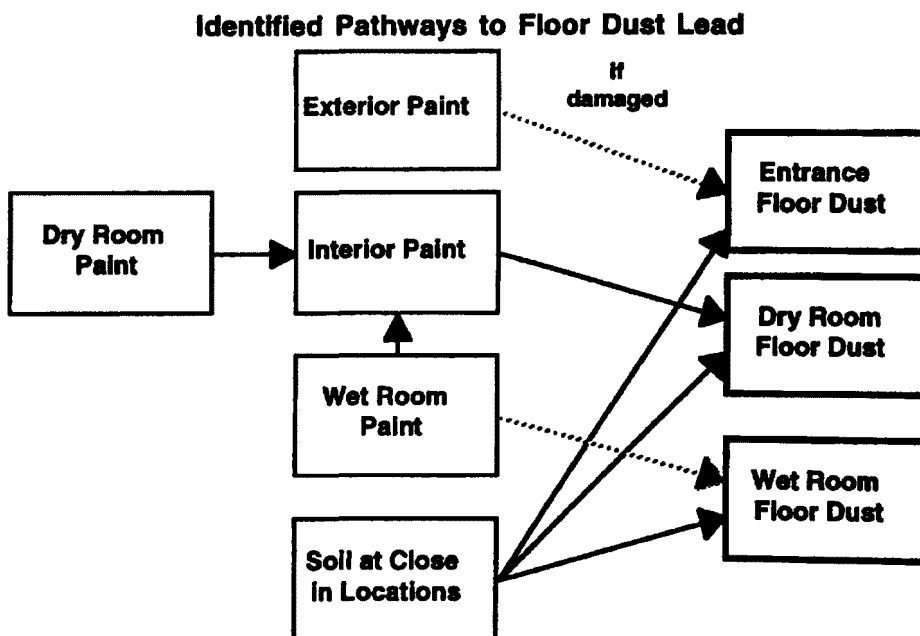 Identified Pathways to Floor Dust Lead
If
damaged
Exterior Paint
Entrance
Floor Dust
Dry Room
Paint
Interior Paint
Dry Room
Floor Dust
Wet Room
Paint
Wet Room
Floor Dust
Soil at Close
in Locations